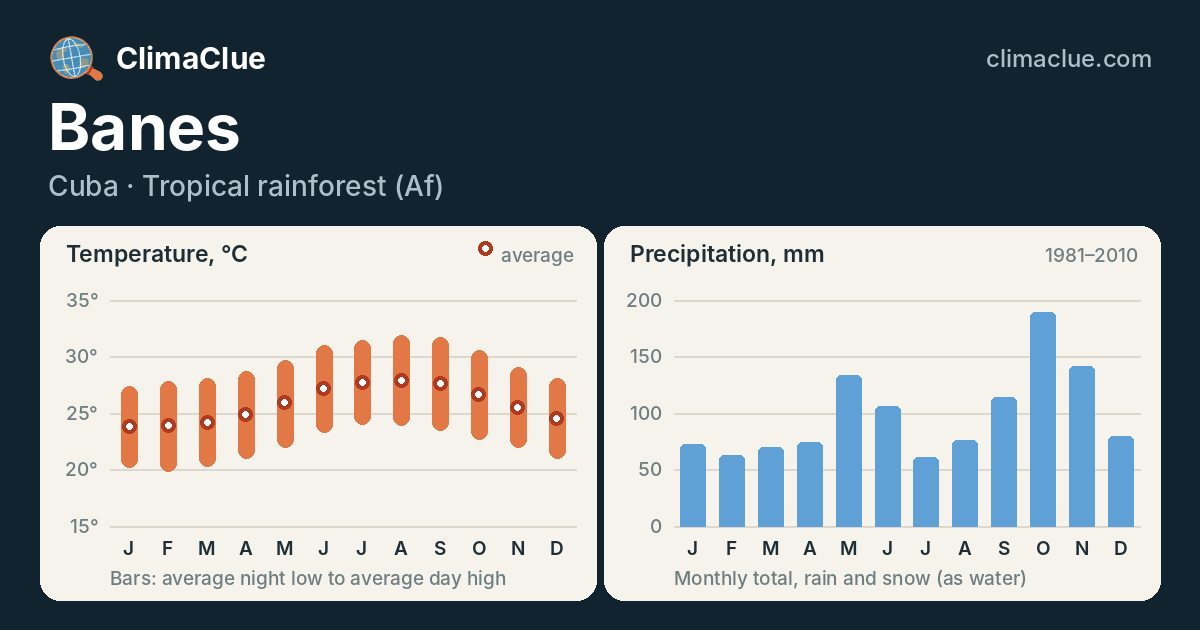 ClimaClue
climaclue.com
Banes
Cuba · Tropical rainforest (Af)
Temperature, °C
average
35°
30°
25°
20°
15°
J F M A M J J A S O N D
Bars: average night low to average day high
Precipitation, mm
1981–2010
200
150
100
50
0
J F M A M J J A S O N D
Monthly total, rain and snow (as water)